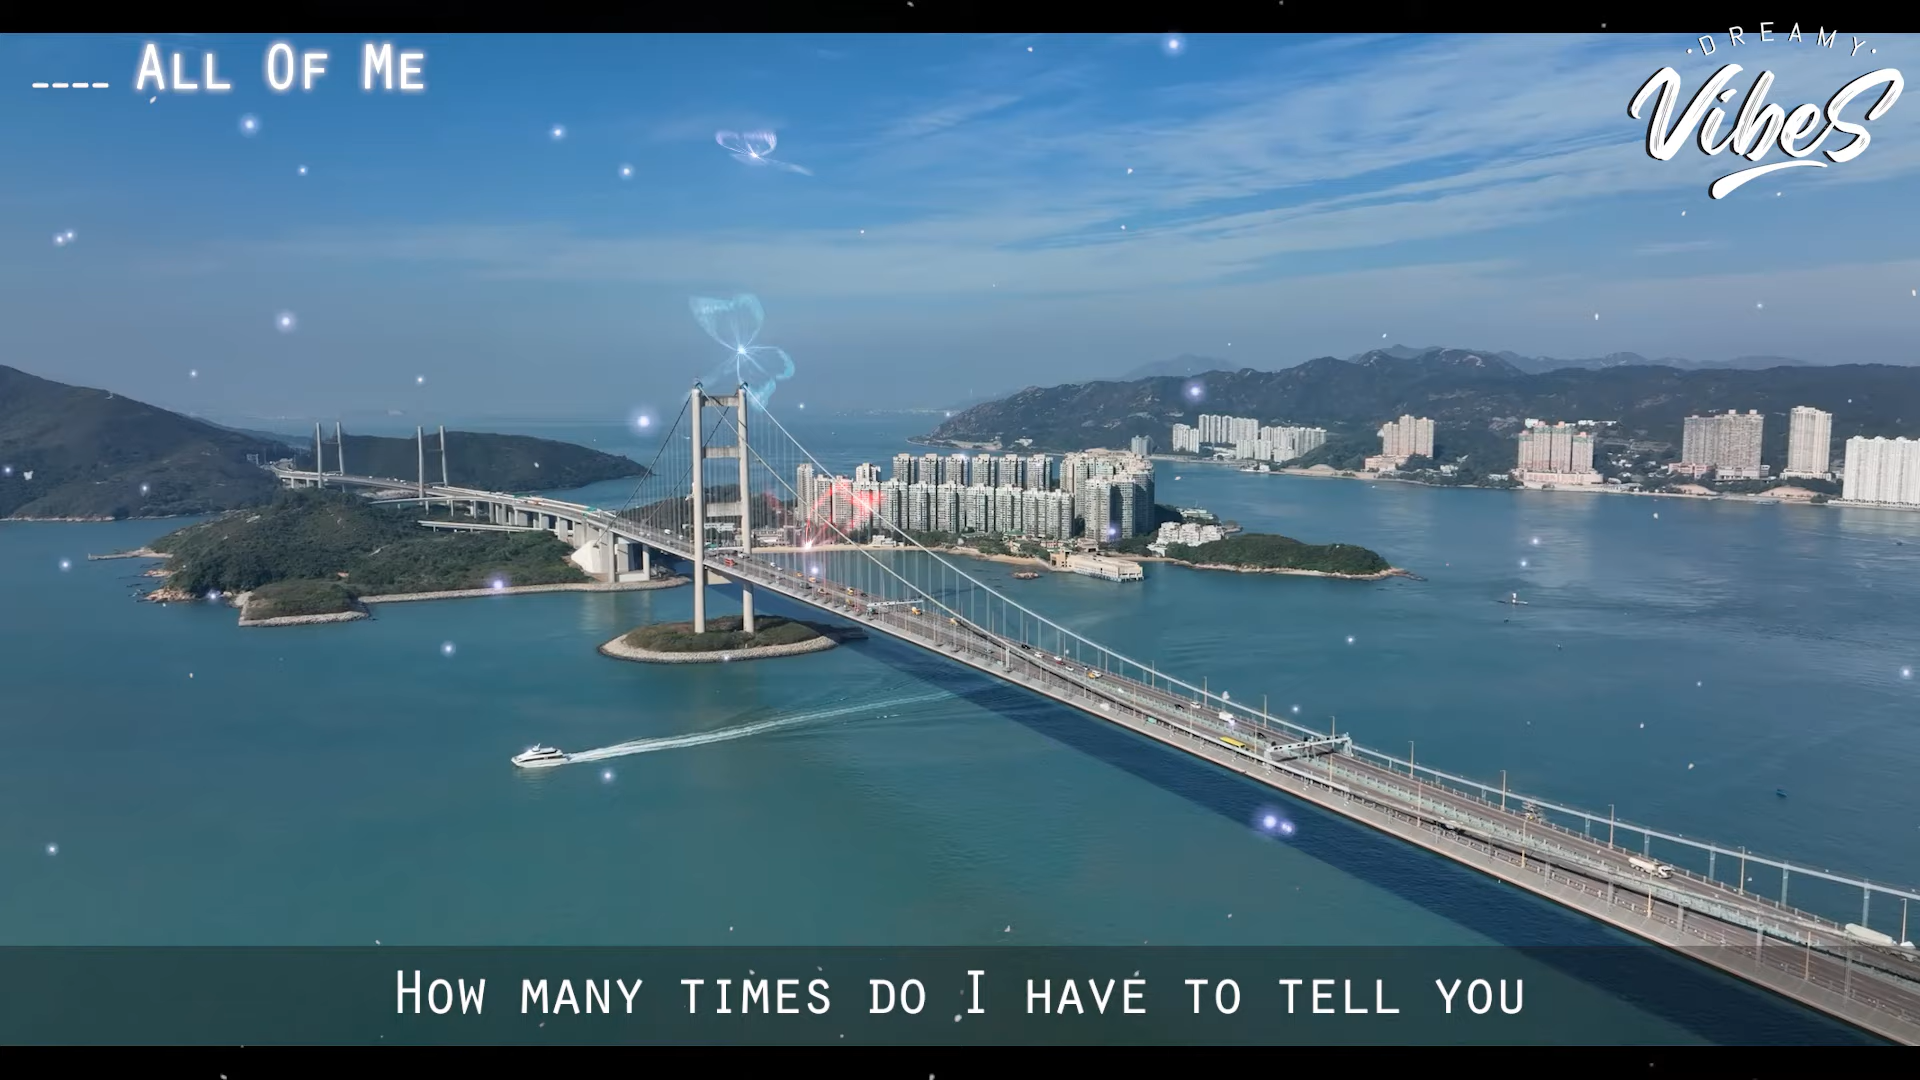 ---- All Of Me
·DREAMY·
Vibes
How many times do I have to tell you